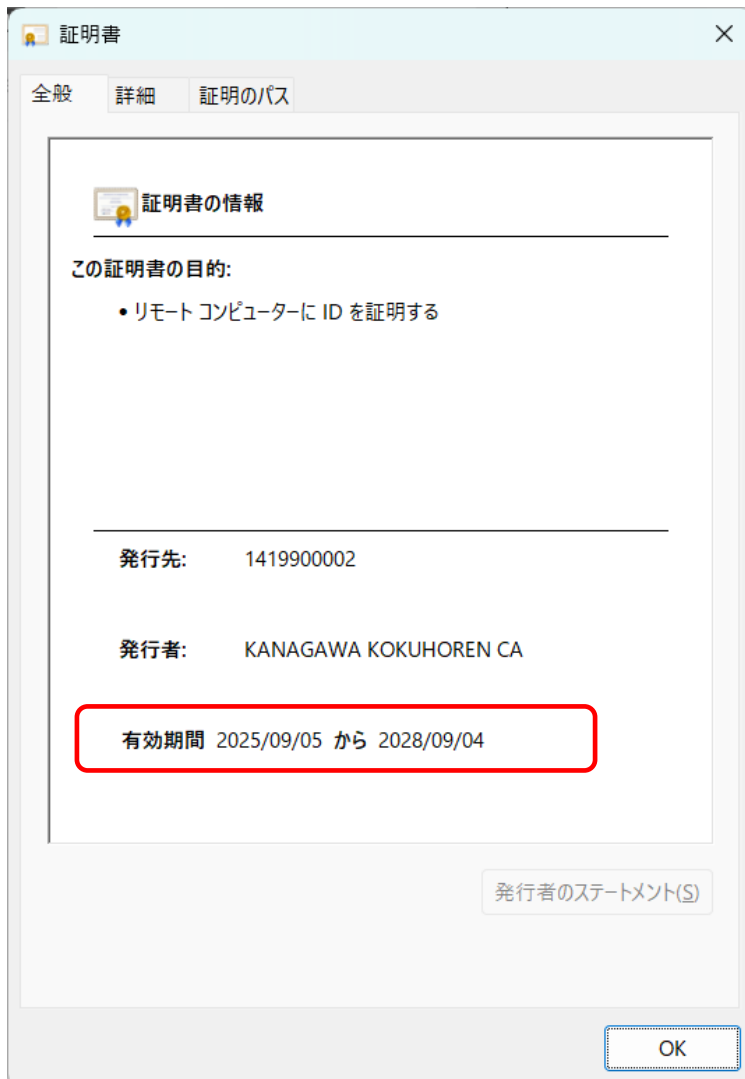 証明書
全般 詳細 証明のパス
証明書の情報
この証明書の目的:
• リモート コンピューターに ID を証明する
発行先: 1419900002
発行者: KANAGAWA KOKUHOREN CA
有効期間 2025/09/05 から 2028/09/04
発行者のステートメント(S)
OK